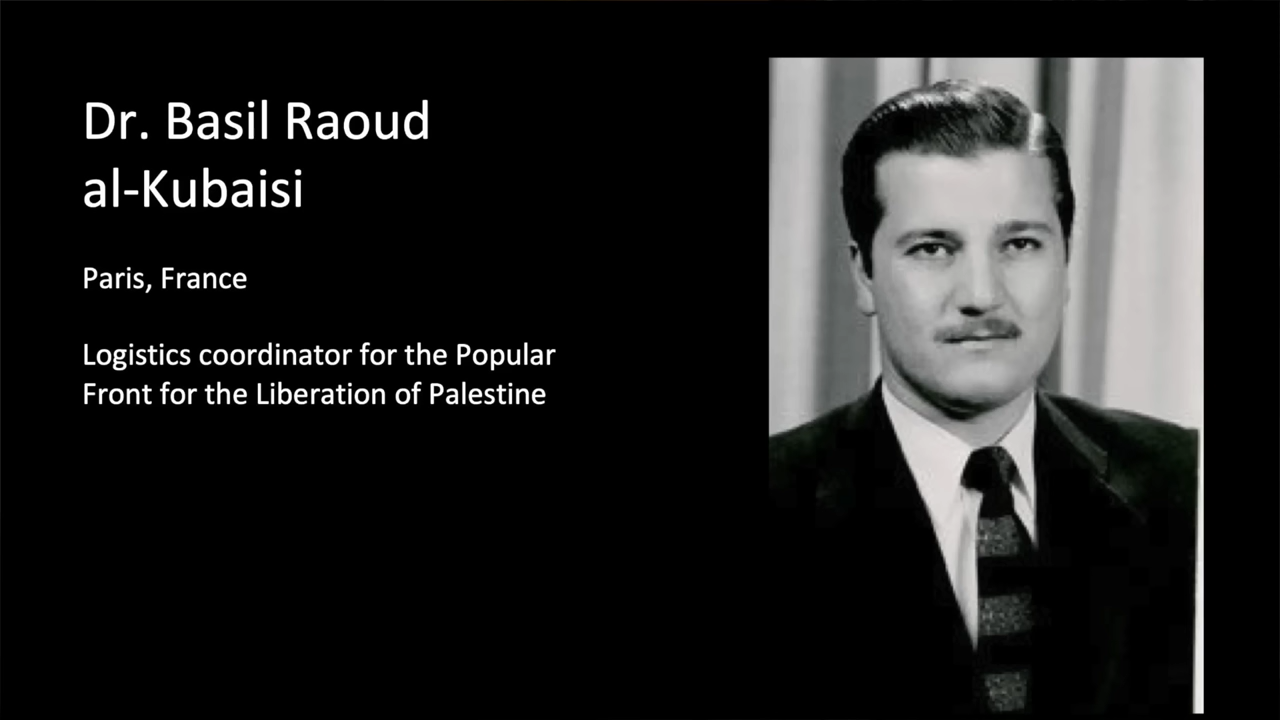 Dr. Basil Raoud
al-Kubaisi
Paris, France
Logistics coordinator for the Popular
Front for the Liberation of Palestine